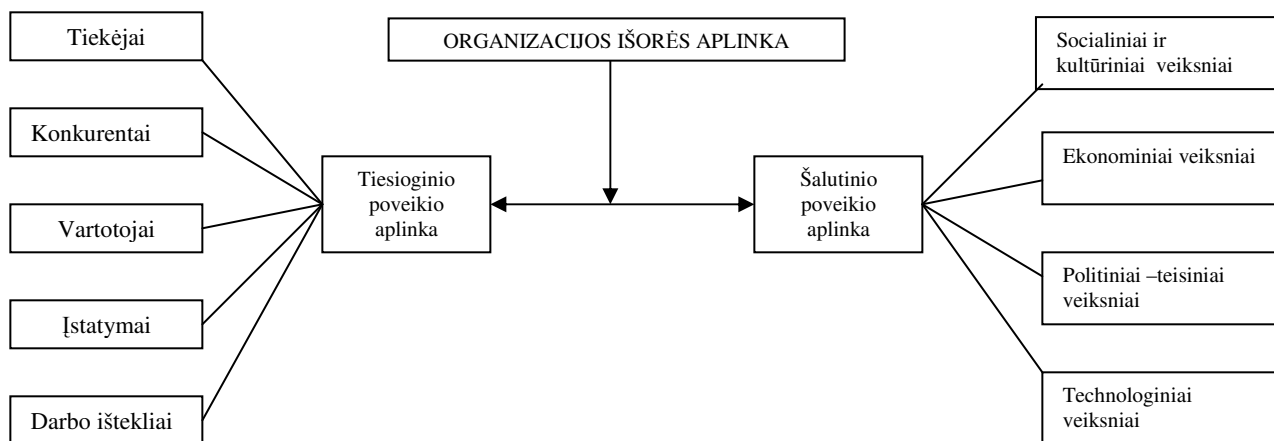 ORGANIZACIJOS IŠORĖS APLINKA
Tiekėjai
Konkurentai
Vartotojai
Įstatymai
Darbo ištekliai
Tiesioginio
poveikio
aplinka
Šalutinio
poveikio
aplinka
Socialiniai ir
kultūriniai veiksniai
Ekonominiai veiksniai
Politiniai –teisiniai
veiksniai
Technologiniai
veiksniai